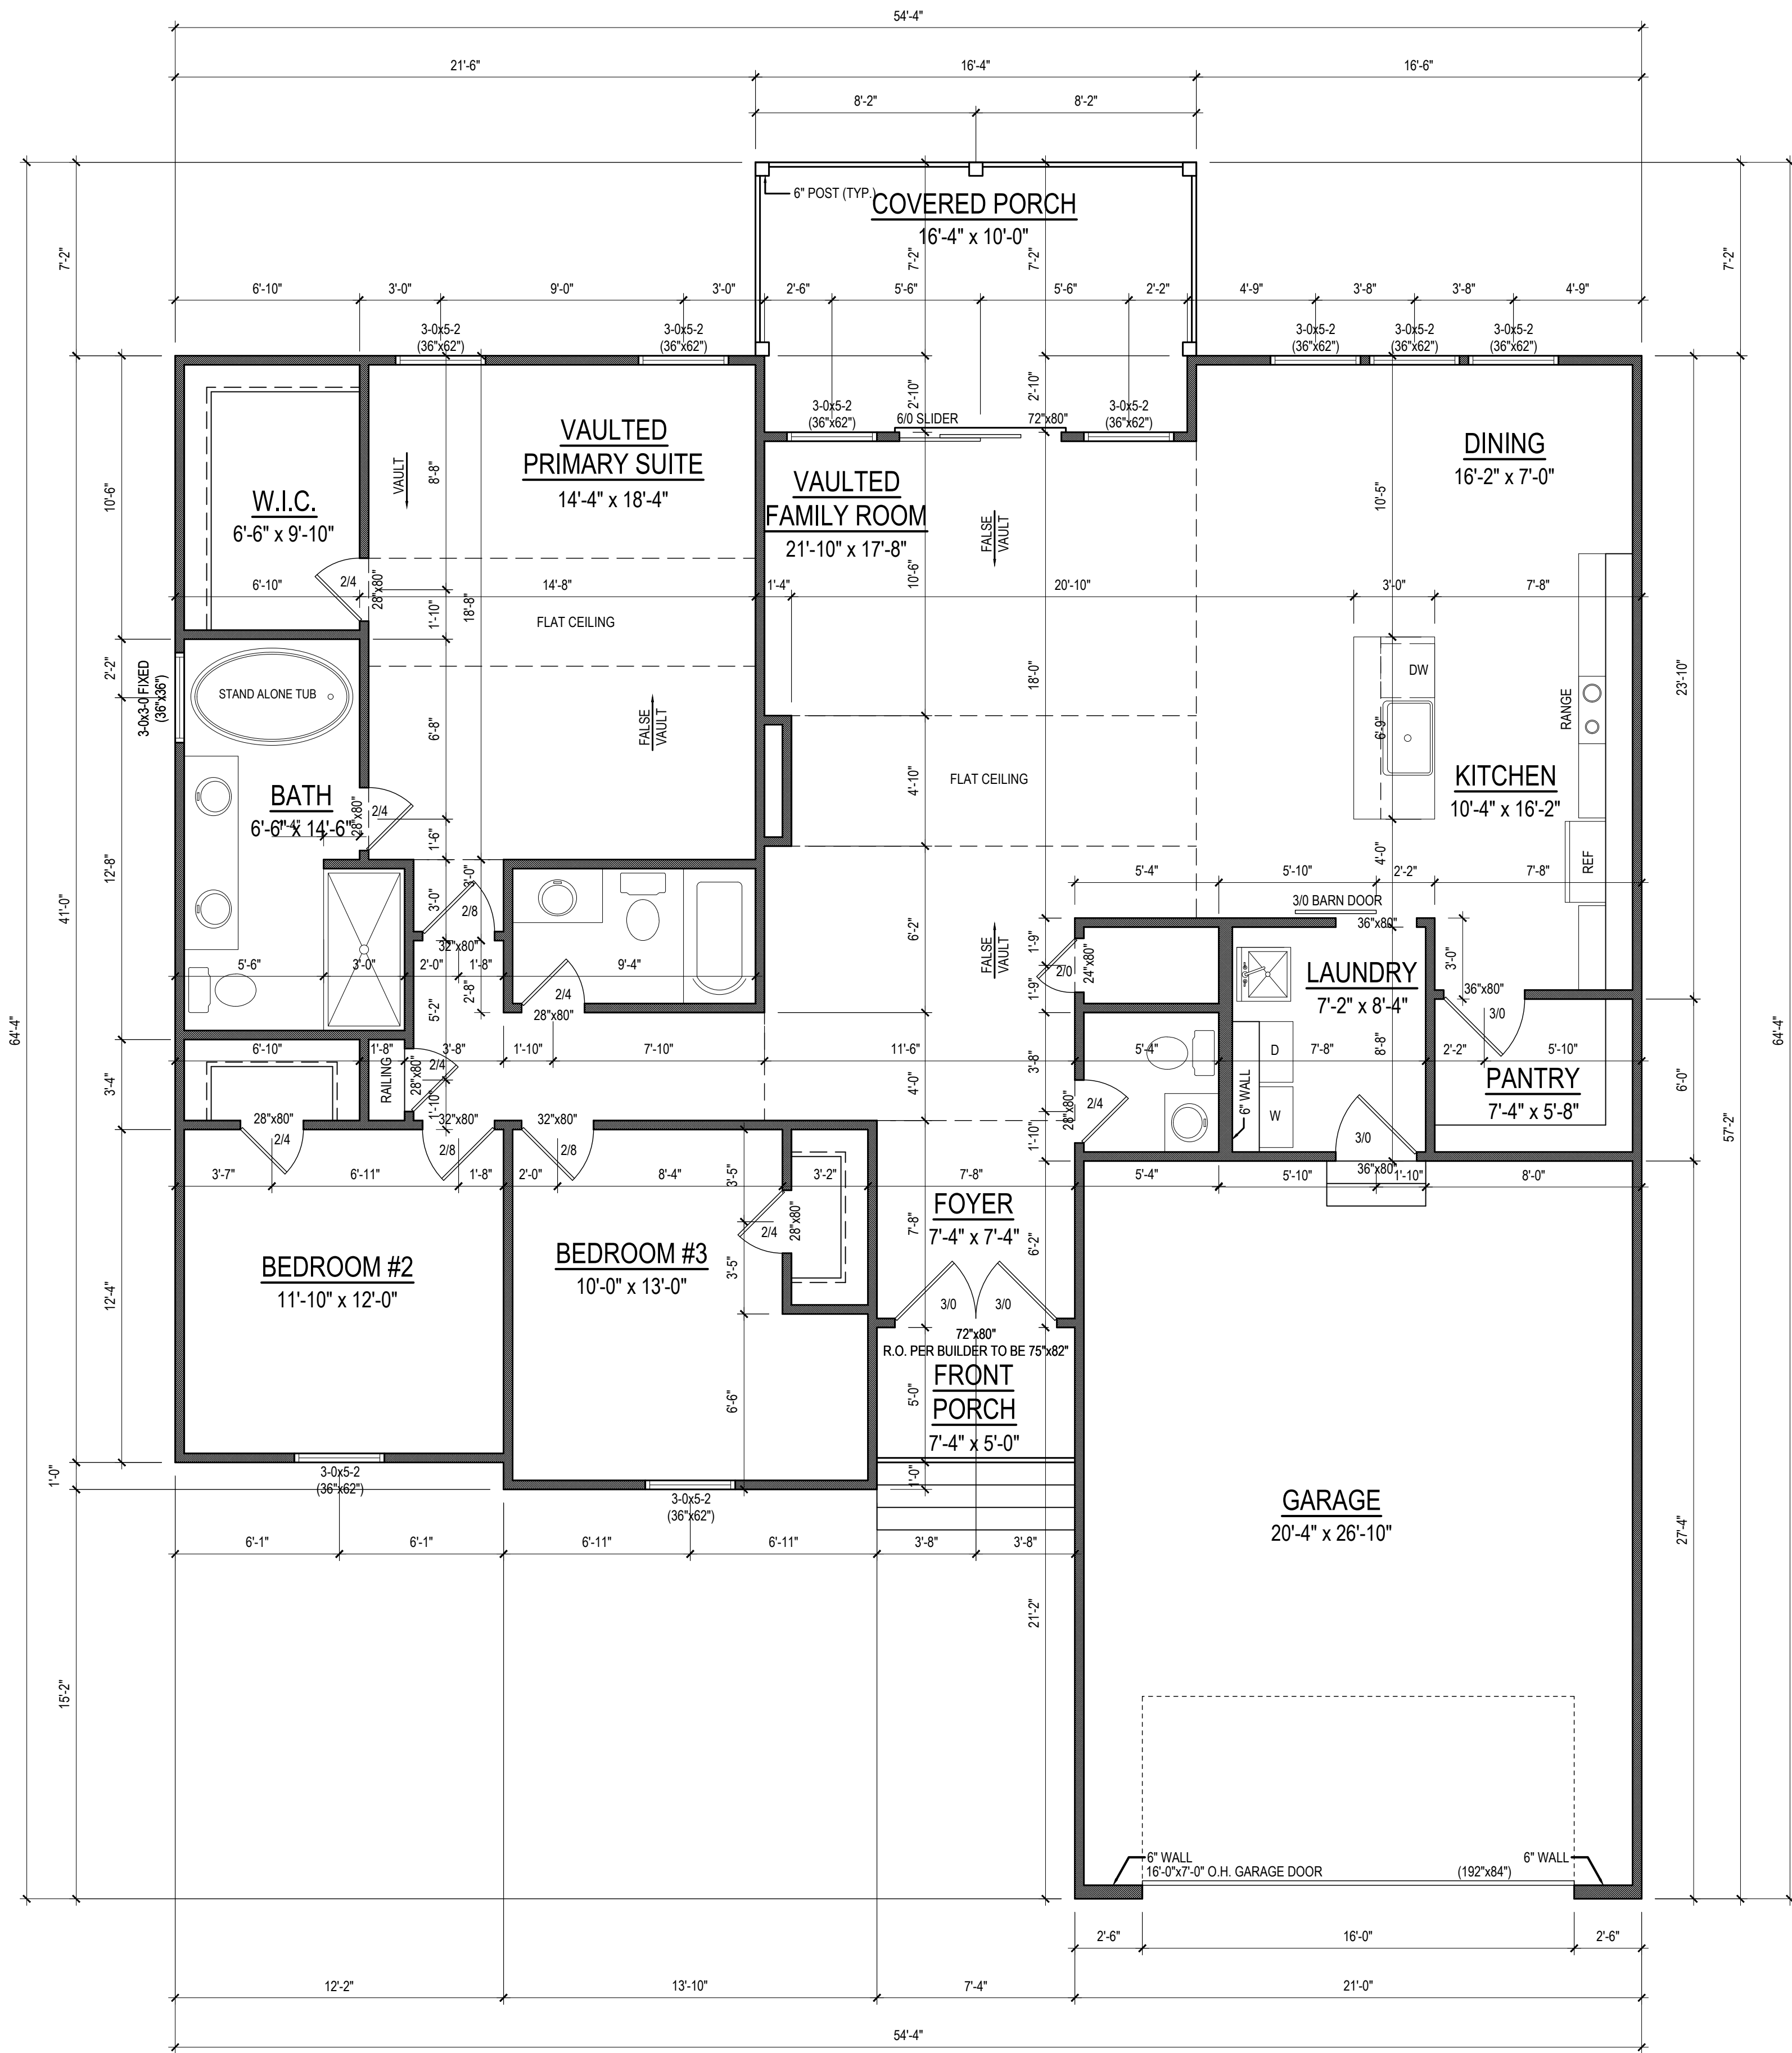 54'-4"
21'-6" 16'-4" 16'-6"
8'-2" 8'-2"
6" POST (TYP.)
COVERED PORCH
16'-4" x 10'-0"
7'-2" 7'-2" 7'-2" 7'-2"
6'-10" 3'-0" 9'-0" 3'-0" 2'-6" 5'-6" 5'-6" 2'-2" 4'-9" 3'-8" 3'-8" 4'-9"
3-0x5-2 3-0x5-2 3-0x5-2 3-0x5-2 3-0x5-2
(36"x62") (36"x62") (36"x62") (36"x62") (36"x62")
2'-10" 2'-10"
3-0x5-2 3-0x5-2
(36"x62") 6/0 SLIDER 72"x80" (36"x62")
VAULTED
PRIMARY SUITE
14'-4" x 18'-4"
VAULT
8'-8"
W.I.C.
6'-6" x 9'-10"
10'-6"
VAULTED
FAMILY ROOM
21'-10" x 17'-8"
FALSE
VAULT
10'-6"
DINING
16'-2" x 7'-0"
10'-5"
2/4
28"x80"
6'-10" 14'-8" 1'-4" 20'-10" 3'-0" 7'-8"
1'-10"
18'-8"
FLAT CEILING
2'-2"
3-0x3-0 FIXED
(36"x36")
STAND ALONE TUB
6'-8"
FALSE
VAULT
18'-0"
DW
RANGE
6'-9"
23'-10"
FLAT CEILING
4'-10"
KITCHEN
10'-4" x 16'-2"
BATH
6'-6" x 14'-6"
2/4
28"x80"
1'-6"
12'-8"
4'-0"
REF
5'-4" 5'-10" 2'-2" 7'-8"
3/0 BARN DOOR
36"x80"
3'-0" 3'-0"
2/8
32"x80"
41'-0"
6'-2"
FALSE
VAULT
1'-9"
2/0
24"x80"
1'-9"
5'-6" 3'-0" 2'-0" 1'-8" 9'-4"
2'-8"
5'-2"
2/4
28"x80"
LAUNDRY
7'-2" x 8'-4"
3'-0"
36"x80"
3/0
64'-4"
64'-4"
6'-10" 1'-8" 3'-8" 1'-10" 7'-10" 11'-6" 5'-4" 7'-8" 2'-2" 5'-10"
RAILING
28"x80"
2/4
1'-10"
3'-4"
4'-0"
3'-8"
D
W
6" WALL
8'-8"
PANTRY
7'-4" x 5'-8"
6'-0"
57'-2"
28"x80"
2/4
1'-10"
28"x80" 32"x80" 32"x80"
2/4 2/8 2/8
3/0
36"x80"
3'-7" 6'-11" 1'-8" 2'-0" 8'-4" 3'-2" 7'-8" 5'-4" 5'-10" 1'-10" 8'-0"
3'-5"
2/4
28"x80"
3'-5"
FOYER
7'-4" x 7'-4"
7'-8"
6'-2"
BEDROOM #2
11'-10" x 12'-0"
12'-4"
BEDROOM #3
10'-0" x 13'-0"
3/0 3/0
72"x80"
R.O. PER BUILDER TO BE 75"x82"
FRONT
PORCH
7'-4" x 5'-0"
5'-0"
6'-6"
1'-0" 1'-0"
3-0x5-2
(36"x62")
3-0x5-2
(36"x62")
GARAGE
20'-4" x 26'-10"
27'-4"
6'-1" 6'-1" 6'-11" 6'-11" 3'-8" 3'-8"
21'-2"
15'-2"
6" WALL 6" WALL
16'-0"x7'-0" O.H. GARAGE DOOR (192"x84")
2'-6" 16'-0" 2'-6"
12'-2" 13'-10" 7'-4" 21'-0"
54'-4"